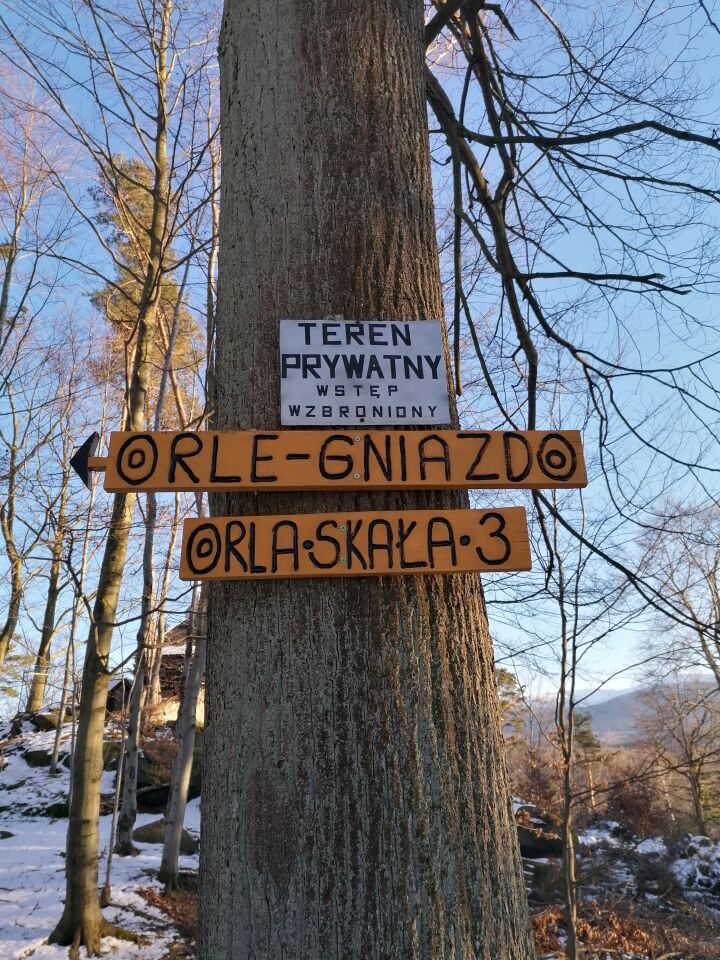 TEREN
PRYWATNY
WSTĘP
WZBRONIONY
ORLE-GNIAZDO
ORLA·SKAŁA·3